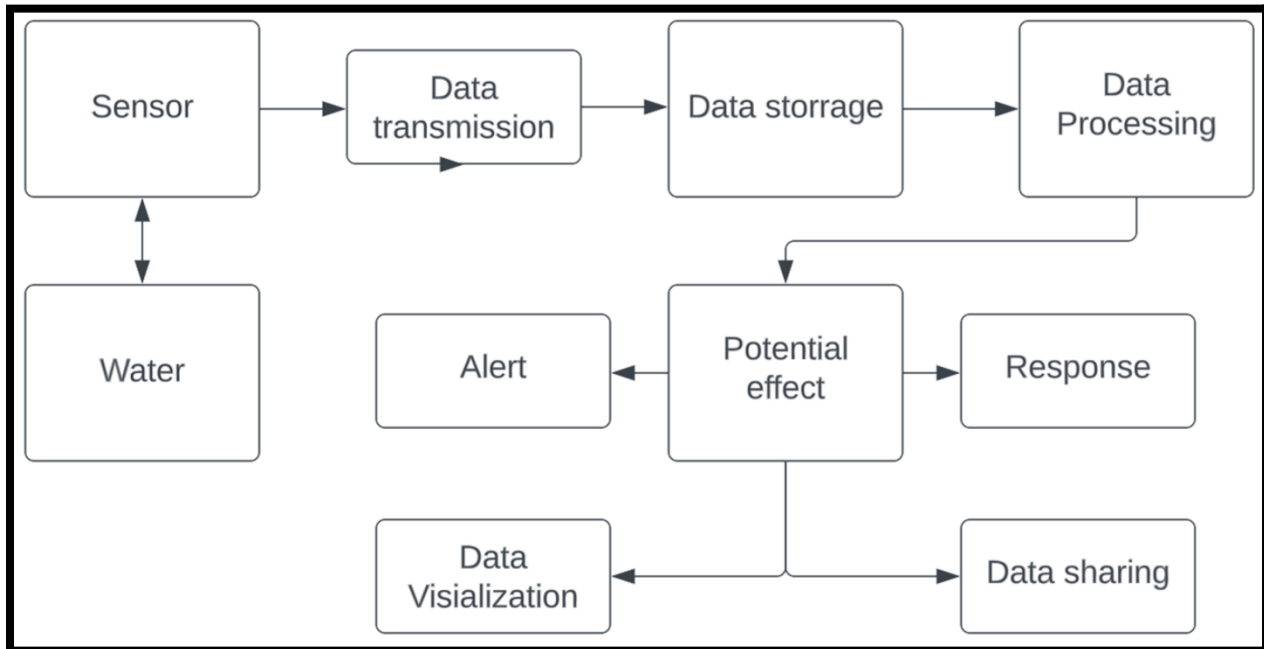 Sensor
Data
transmission
Data storrage
Data
Processing
Water
Alert
Potential
effect
Response
Data
Visialization
Data sharing